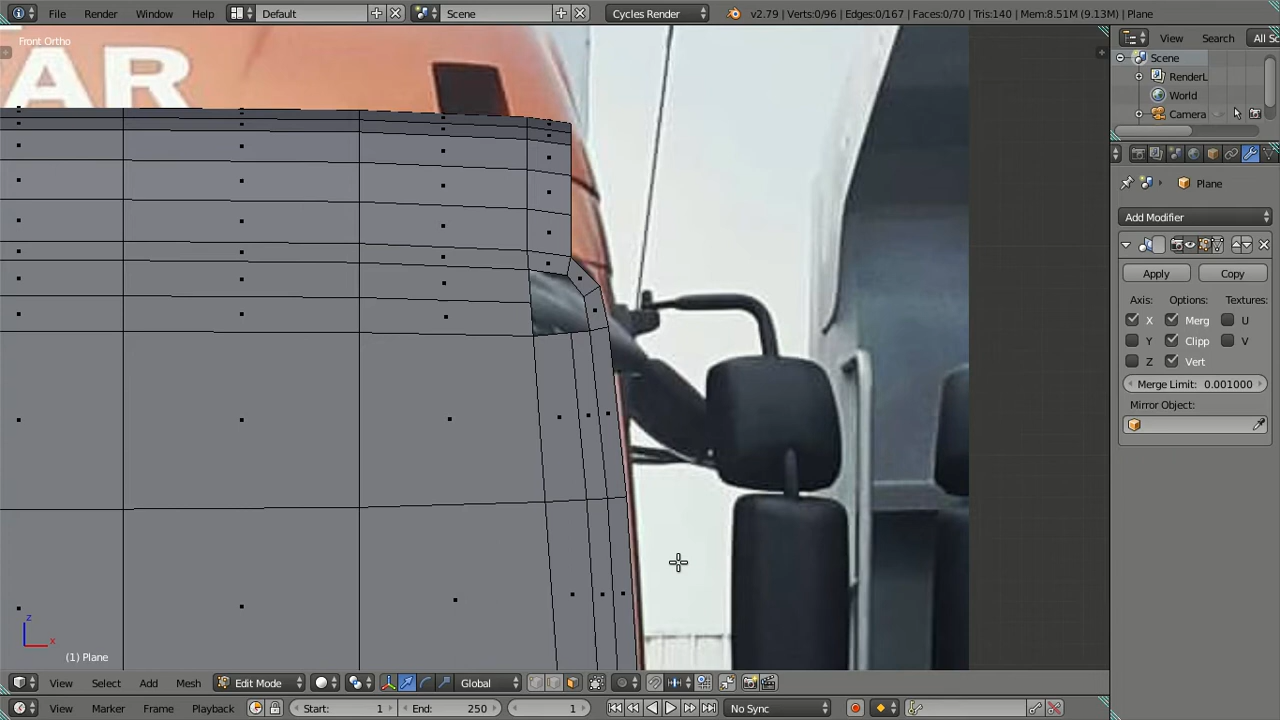 File Render Window Help Default Scene Cycles Render v2.79 | Verts:0/96 | Edges:0/167 | Faces:0/70 | Tris:140 | Mem:8.51M (9.13M) | Plane
Front Ortho
AR
View Search All Sc
Scene
RenderL
World
Camera
Plane
Add Modifier
Apply Copy
Axis: Options: Textures:
X Merg U
Y Clipp V
Z Vert
Merge Limit: 0.001000
Mirror Object:
z
x
(1) Plane
View Select Add Mesh Edit Mode Global
View Marker Frame Playback Start: 1 End: 250 1 No Sync